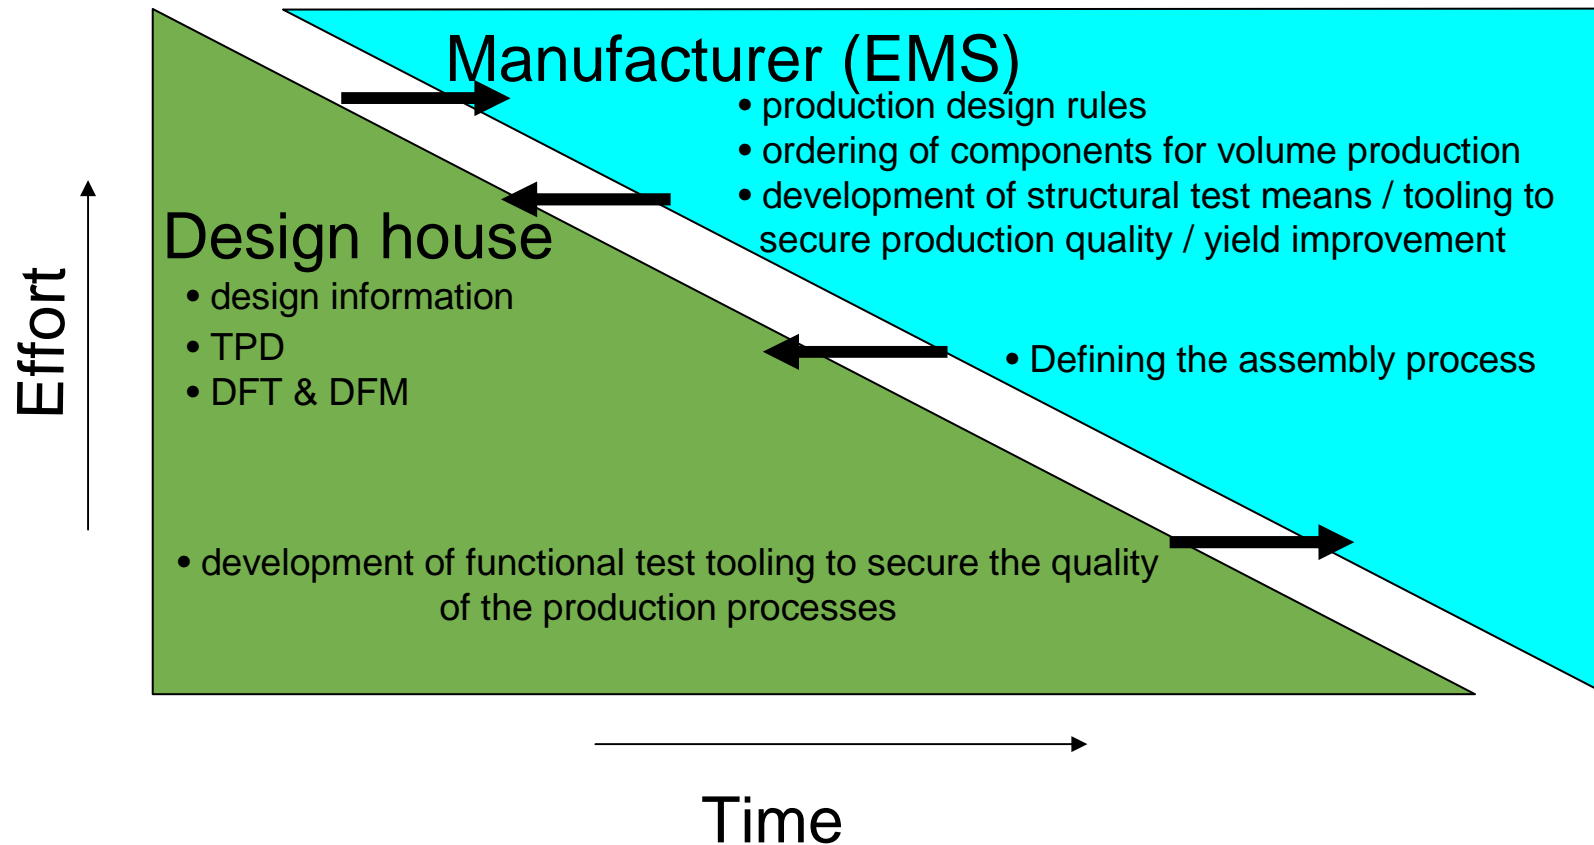 Manufacturer (EMS)
• production design rules
• ordering of components for volume production
• development of structural test means / tooling to
secure production quality / yield improvement
Design house
• design information
• TPD
• DFT & DFM
• Defining the assembly process
• development of functional test tooling to secure the quality
of the production processes
Effort
Time